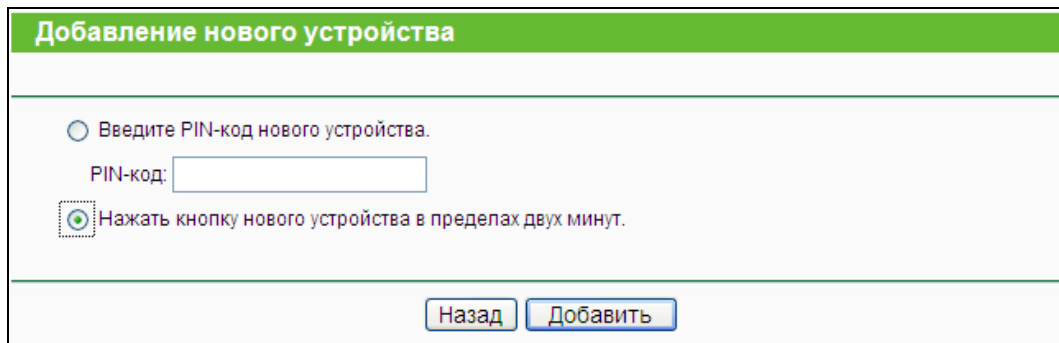 Добавление нового устройства
Введите PIN-код нового устройства.
PIN-код:
Нажать кнопку нового устройства в пределах двух минут.
Назад Добавить